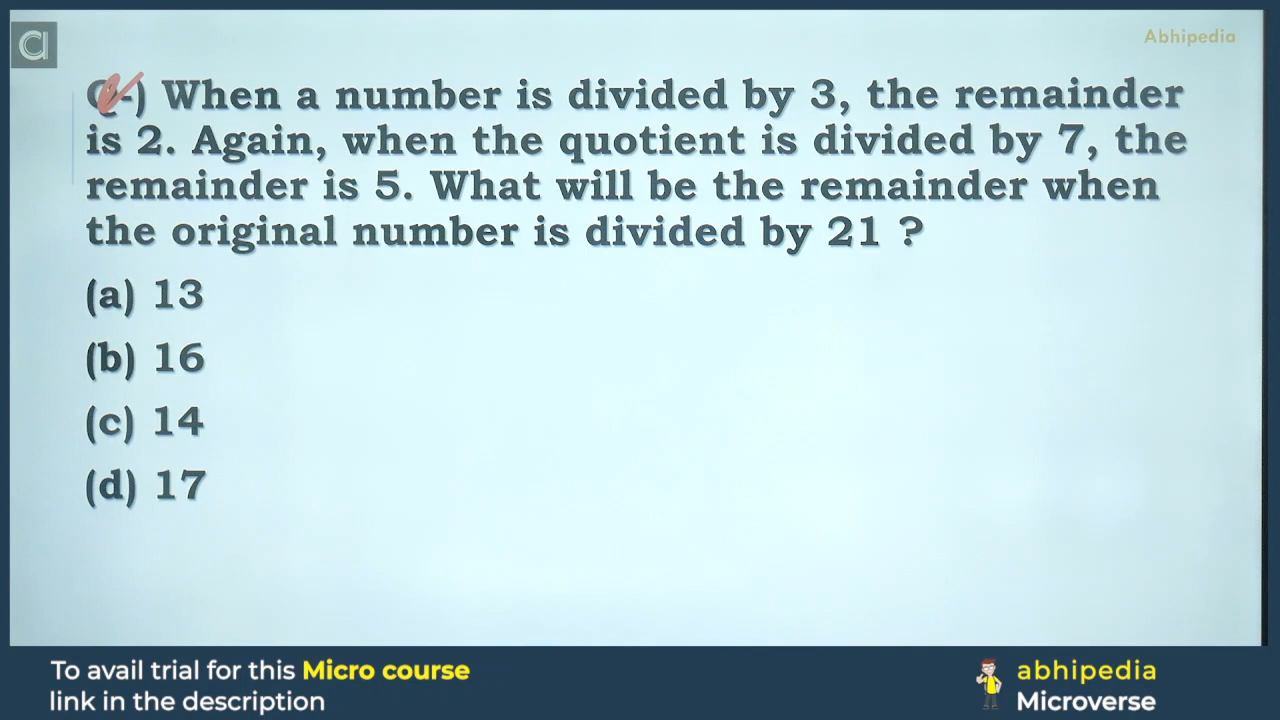 Abhipedia
Q-) When a number is divided by 3, the remainder
is 2. Again, when the quotient is divided by 7, the
remainder is 5. What will be the remainder when
the original number is divided by 21 ?
(a) 13
(b) 16
(c) 14
(d) 17
To avail trial for this Micro course
link in the description
abhipedia
Microverse